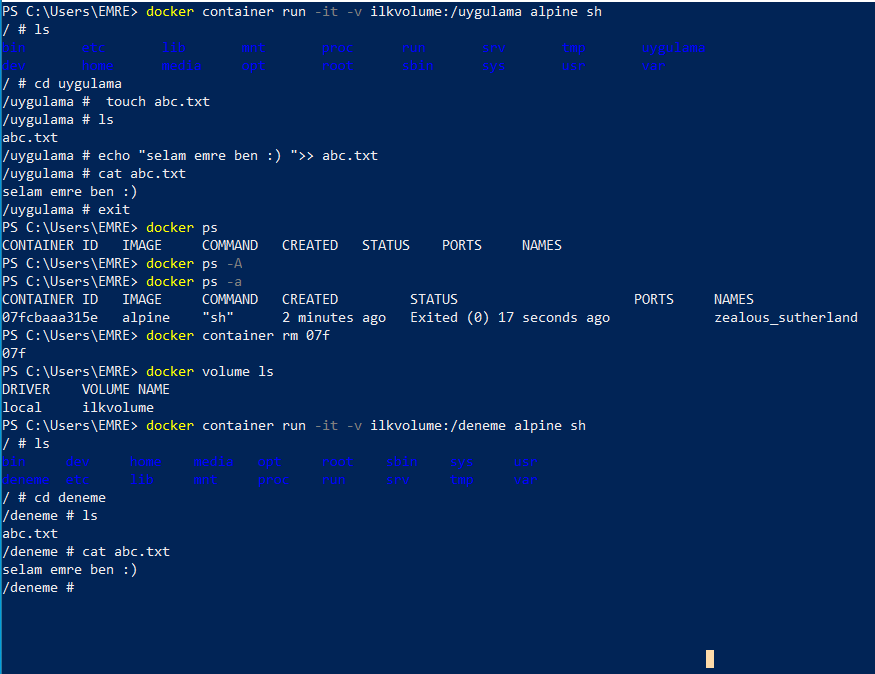 PS C:\Users\EMRE> docker container run -it -v ilkvolume:/uygulama alpine sh
/ # ls
bin etc lib mnt proc run srv tmp uygulama
dev home media opt root sbin sys usr var
/ # cd uygulama
/uygulama #  touch abc.txt
/uygulama # ls
abc.txt
/uygulama # echo "selam emre ben :) ">> abc.txt
/uygulama # cat abc.txt
selam emre ben :)
/uygulama # exit
PS C:\Users\EMRE> docker ps
CONTAINER ID IMAGE COMMAND CREATED STATUS PORTS NAMES
PS C:\Users\EMRE> docker ps -A
PS C:\Users\EMRE> docker ps -a
CONTAINER ID IMAGE COMMAND CREATED STATUS PORTS NAMES
07fcbaaa315e alpine "sh" 2 minutes ago Exited (0) 17 seconds ago zealous_sutherland
PS C:\Users\EMRE> docker container rm 07f
07f
PS C:\Users\EMRE> docker volume ls
DRIVER VOLUME NAME
local ilkvolume
PS C:\Users\EMRE> docker container run -it -v ilkvolume:/deneme alpine sh
/ # ls
bin dev home media opt root sbin sys usr
deneme etc lib mnt proc run srv tmp var
/ # cd deneme
/deneme # ls
abc.txt
/deneme # cat abc.txt
selam emre ben :)
/deneme #